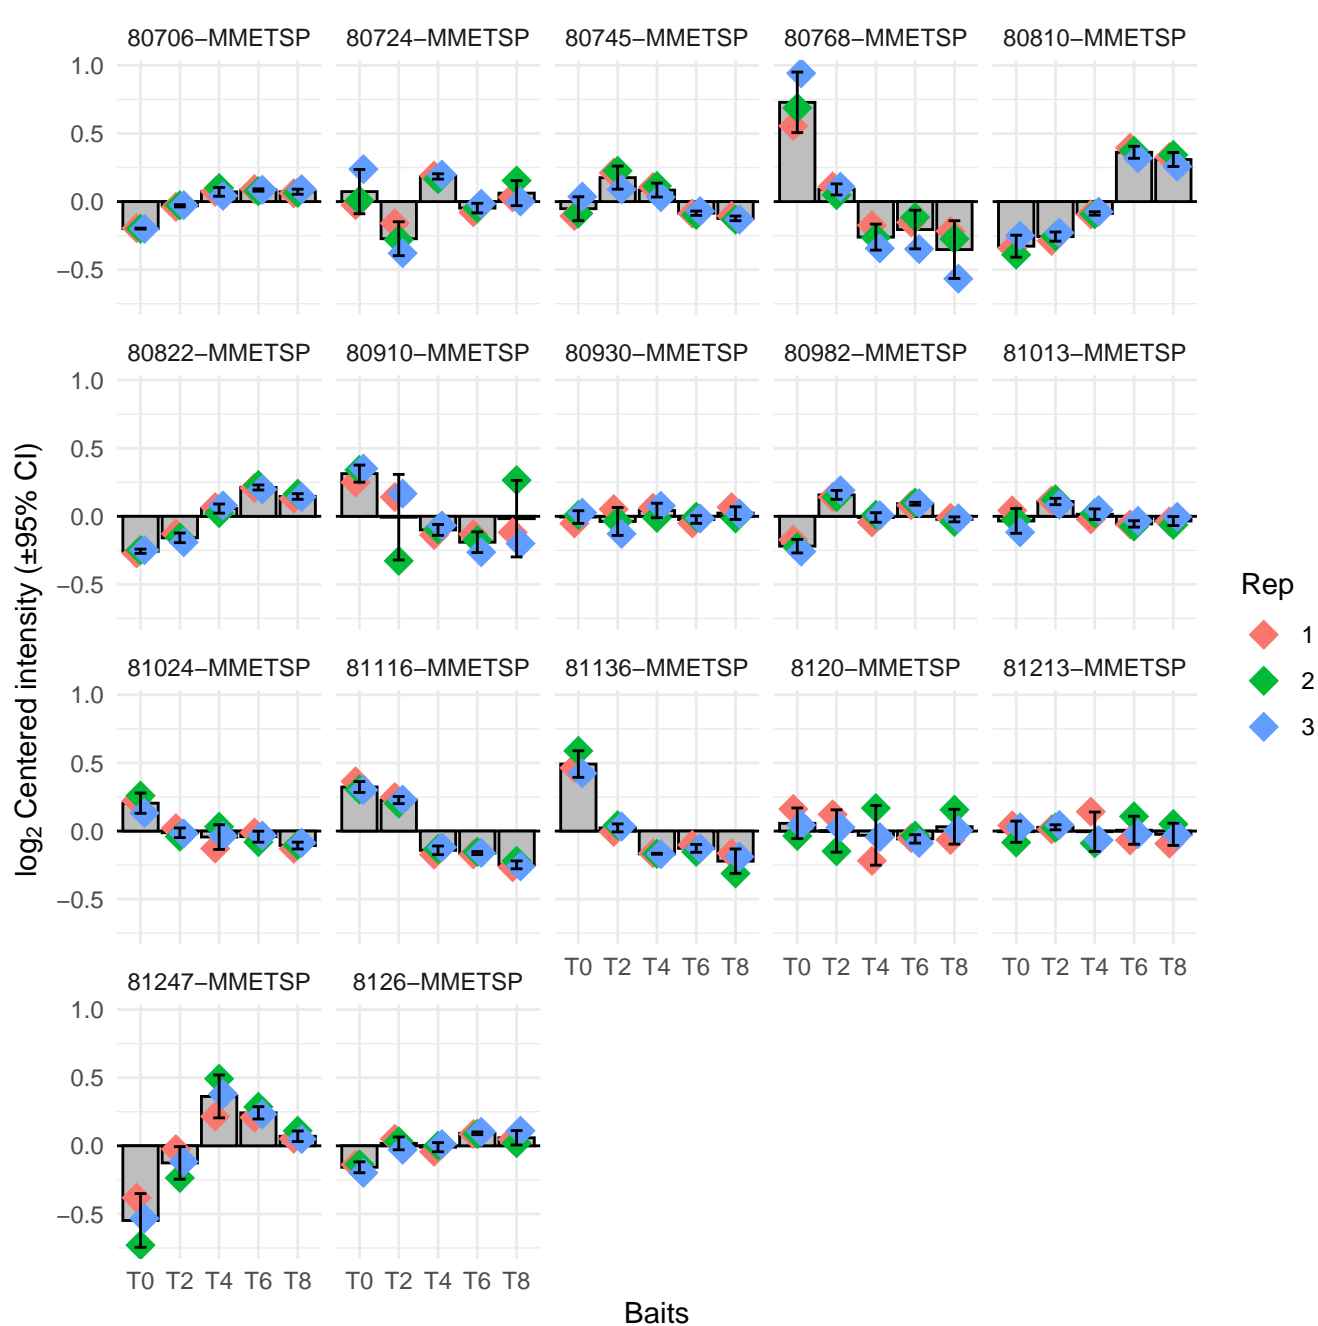 80706−MMETSP 80724−MMETSP 80745−MMETSP 80768−MMETSP 80810−MMETSP
1.0
0.5
0.0
−0.5
80822−MMETSP 80910−MMETSP 80930−MMETSP 80982−MMETSP 81013−MMETSP
1.0
0.5
0.0
−0.5
81024−MMETSP 81116−MMETSP 81136−MMETSP 8120−MMETSP 81213−MMETSP
1.0
0.5
0.0
−0.5
T0 T2 T4 T6 T8 T0 T2 T4 T6 T8 T0 T2 T4 T6 T8
81247−MMETSP 8126−MMETSP
1.0
0.5
0.0
−0.5
T0 T2 T4 T6 T8 T0 T2 T4 T6 T8
Baits
log₂ Centered intensity (±95% CI)
Rep
1
2
3